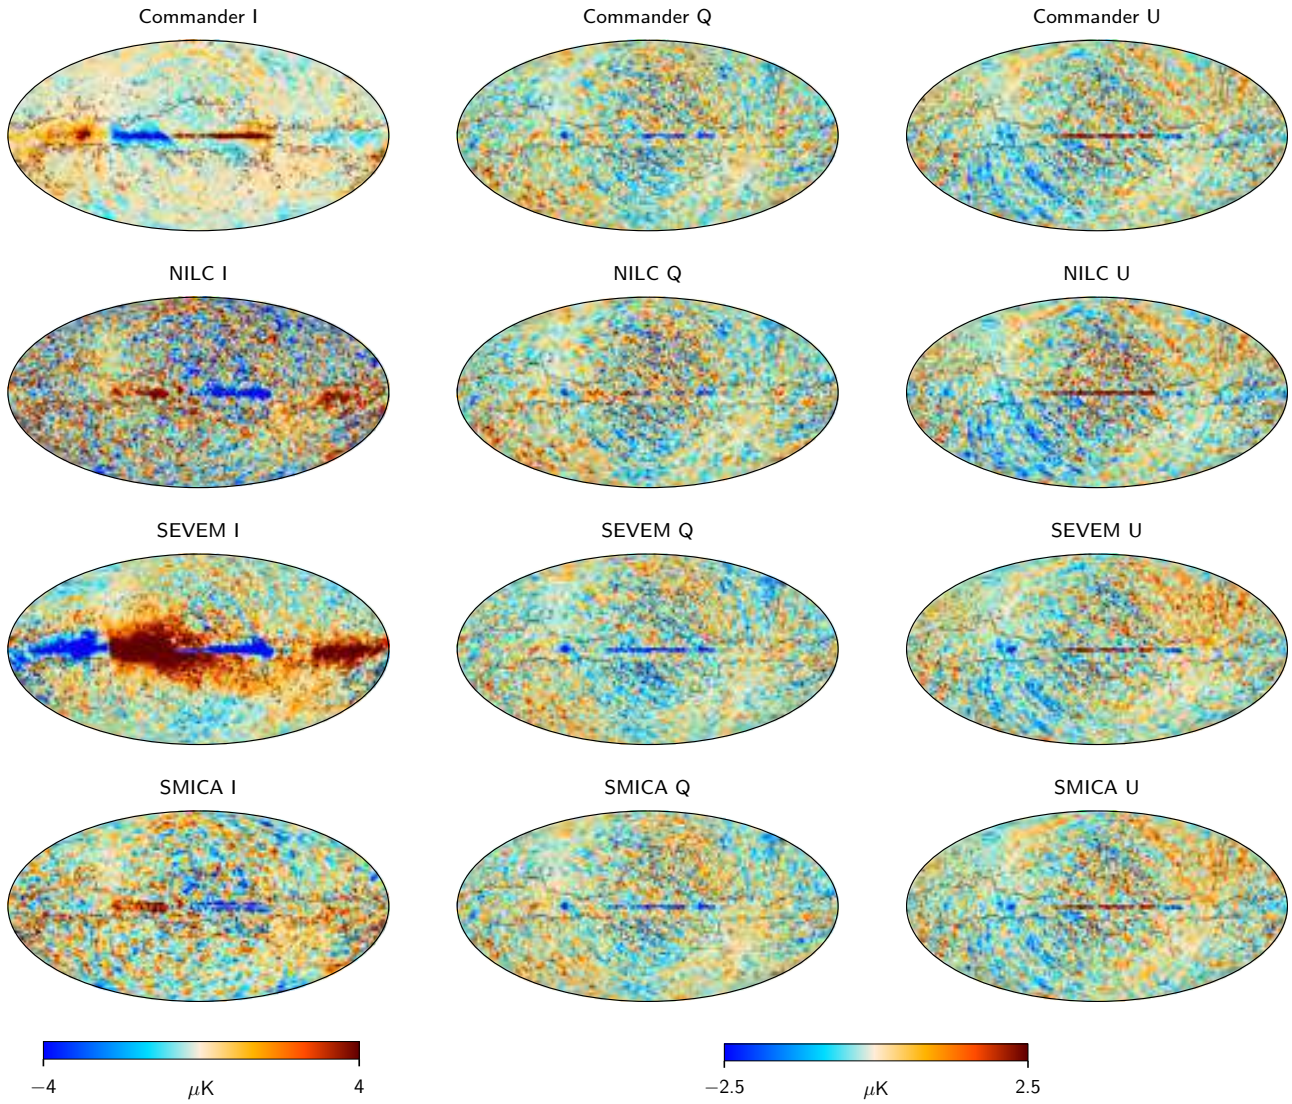 Commander I Commander Q Commander U
NILC I NILC Q NILC U
SEVEM I SEVEM Q SEVEM U
SMICA I SMICA Q SMICA U
−4 μK 4 −2.5 μK 2.5